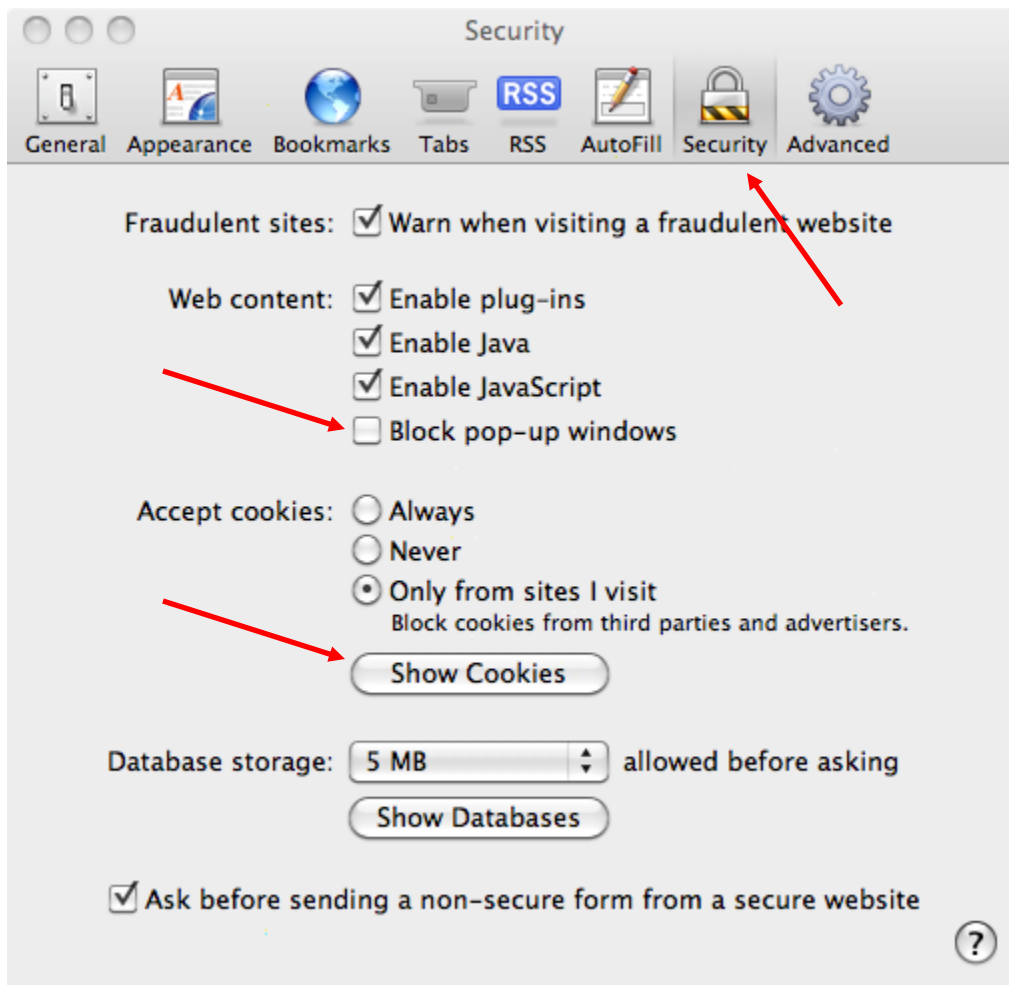 Security
General Appearance Bookmarks Tabs RSS RSS AutoFill Security Advanced
Fraudulent sites: Warn when visiting a fraudulent website
Web content: Enable plug-ins
Enable Java
Enable JavaScript
Block pop-up windows
Accept cookies: Always
Never
Only from sites I visit
Block cookies from third parties and advertisers.
Show Cookies
Database storage: 5 MB allowed before asking
Show Databases
Ask before sending a non-secure form from a secure website
?